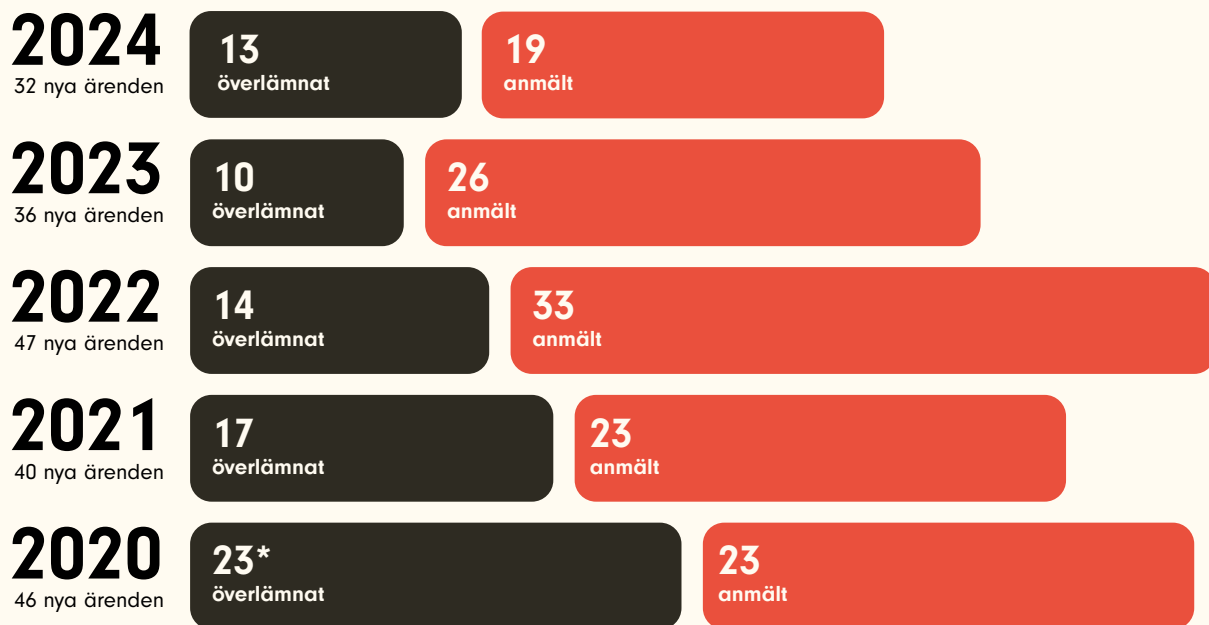 2024
32 nya ärenden
13
överlämnat
19
anmält
2023
36 nya ärenden
10
överlämnat
26
anmält
2022
47 nya ärenden
14
överlämnat
33
anmält
2021
40 nya ärenden
17
överlämnat
23
anmält
2020
46 nya ärenden
23*
överlämnat
23
anmält